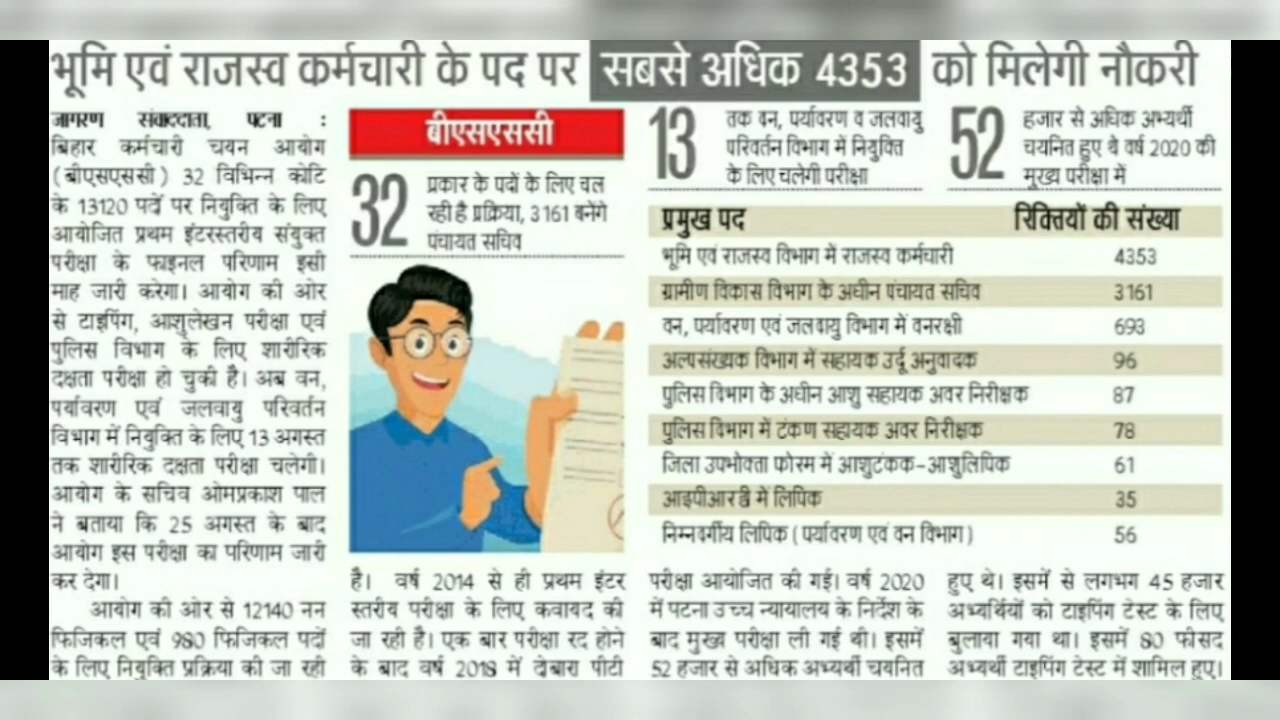 भूमि एवं राजस्व कर्मचारी के पद पर सबसे अधिक 4353 को मिलेगी नौकरी
जागरण संवाददाता, पटना :
बिहार कर्मचारी चयन आयोग
(बीएसएससी) 32 विभिन्न कोटि
के 13120 पदों पर नियुक्ति के लिए
आयोजित प्रथम इंटरस्तरीय संयुक्त
परीक्षा के फाइनल परिणाम इसी
माह जारी करेगा। आयोग की ओर
से टाइपिंग, आशुलेखन परीक्षा एवं
पुलिस विभाग के लिए शारीरिक
दक्षता परीक्षा हो चुकी है। अब वन,
पर्यावरण एवं जलवायु परिवर्तन
विभाग में नियुक्ति के लिए 13 अगस्त
तक शारीरिक दक्षता परीक्षा चलेगी।
आयोग के सचिव ओमप्रकाश पाल
ने बताया कि 25 अगस्त के बाद
आयोग इस परीक्षा का परिणाम जारी
कर देगा।
आयोग की ओर से 12140 नन
फिजिकल एवं 980 फिजिकल पदों
के लिए नियुक्ति प्रक्रिया की जा रही
बीएसएससी
32 प्रकार के पदों के लिए चल
रही है प्रक्रिया, 3161 बनेंगे
पंचायत सचिव
है। वर्ष 2014 से ही प्रथम इंटर
स्तरीय परीक्षा के लिए कवायद की
जा रही है। एक बार परीक्षा रद होने
के बाद वर्ष 2018 में दोबारा पीटी
13 तक वन, पर्यावरण व जलवायु
परिवर्तन विभाग में नियुक्ति
के लिए चलेगी परीक्षा
52 हजार से अधिक अभ्यर्थी
चयनित हुए थे वर्ष 2020 की
मुख्य परीक्षा में
प्रमुख पद रिक्तियों की संख्या
भूमि एवं राजस्व विभाग में राजस्व कर्मचारी 4353
ग्रामीण विकास विभाग के अधीन पंचायत सचिव 3161
वन, पर्यावरण एवं जलवायु विभाग में वनरक्षी 693
अल्पसंख्यक विभाग में सहायक उर्दू अनुवादक 96
पुलिस विभाग के अधीन आशु सहायक अवर निरीक्षक 87
पुलिस विभाग में टंकण सहायक अवर निरीक्षक 78
जिला उपभोक्ता फोरम में आशुटंकक-आशुलिपिक 61
आइपीआरडी में लिपिक 35
निम्नवर्गीय लिपिक (पर्यावरण एवं वन विभाग) 56
परीक्षा आयोजित की गई। वर्ष 2020
में पटना उच्च न्यायालय के निर्देश के
बाद मुख्य परीक्षा ली गई थी। इसमें
52 हजार से अधिक अभ्यर्थी चयनित
हुए थे। इसमें से लगभग 45 हजार
अभ्यर्थियों को टाइपिंग टेस्ट के लिए
बुलाया गया था। इसमें 80 फीसद
अभ्यर्थी टाइपिंग टेस्ट में शामिल हुए।